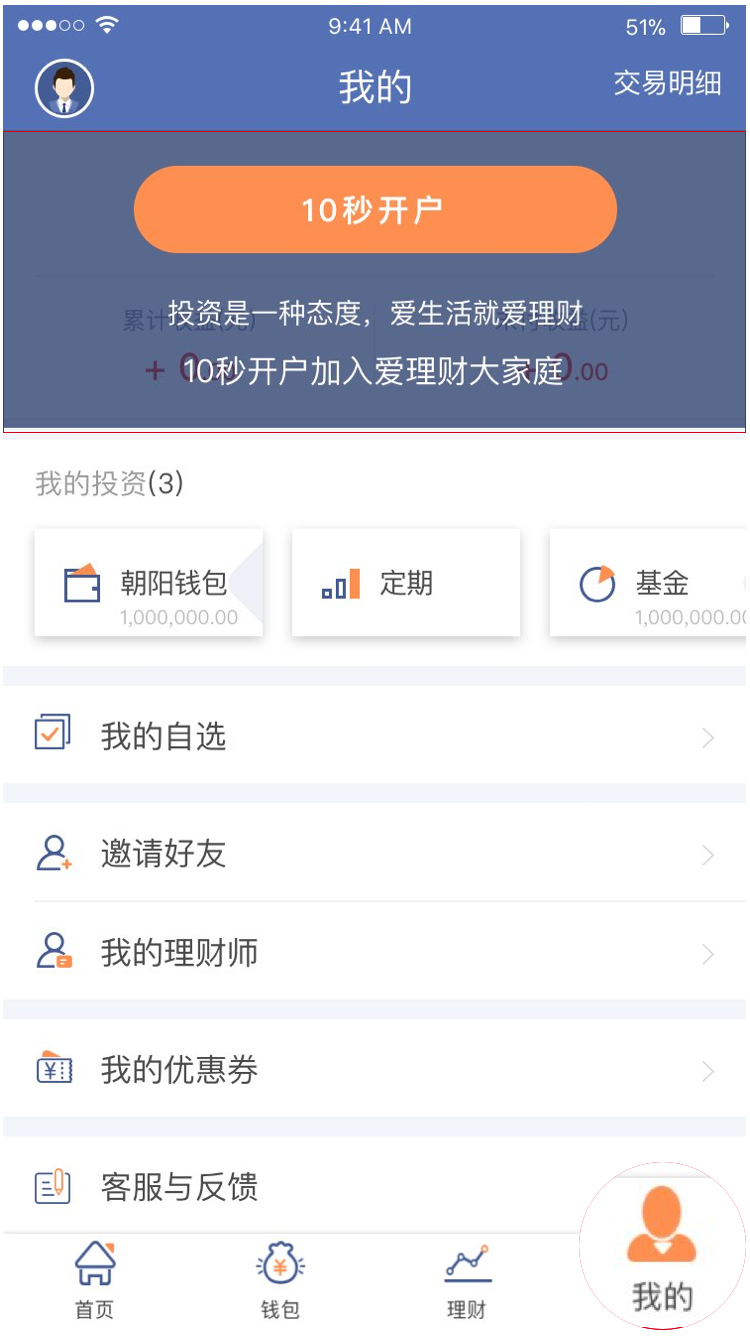 9:41 AM
51%
我的
交易明细
10秒开户
投资是一种态度，爱生活就爱理财
10秒开户加入爱理财大家庭
.00
我的投资(3)
朝阳钱包
1,000,000.00
定期
基金
1,000,000.00
我的自选
邀请好友
我的理财师
我的优惠券
客服与反馈
首页
钱包
理财
我的